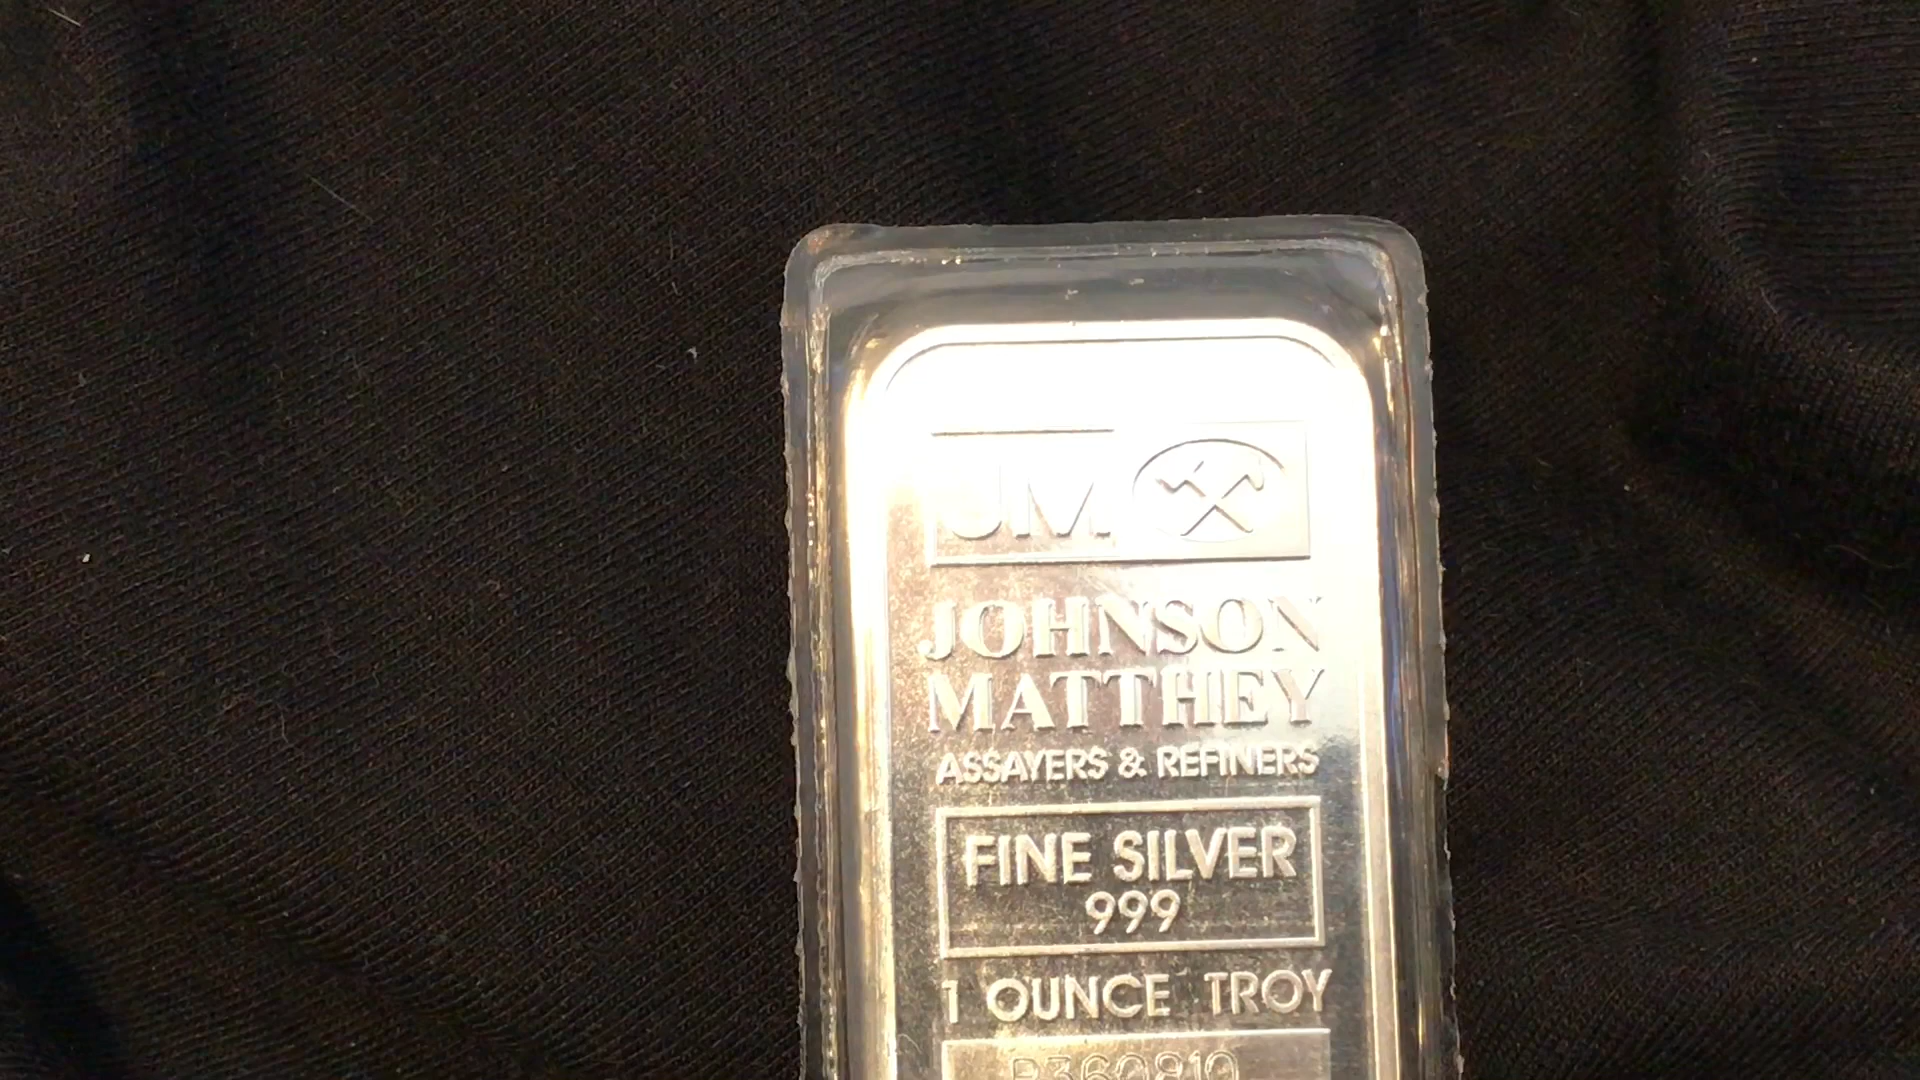 JM
JOHNSON
MATTHEY
ASSAYERS & REFINERS
FINE SILVER
999
1 OUNCE TROY